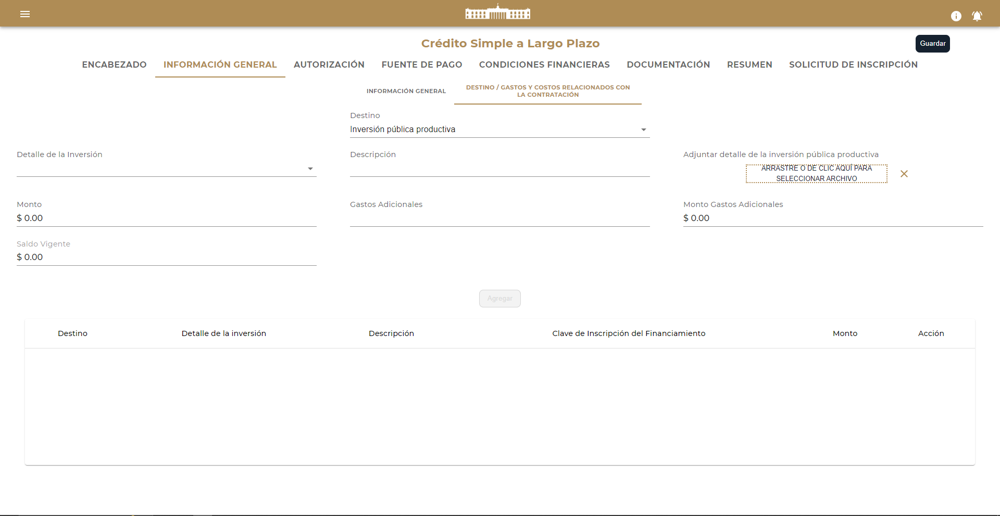 Crédito Simple a Largo Plazo
Guardar
ENCABEZADO
INFORMACIÓN GENERAL
AUTORIZACIÓN
FUENTE DE PAGO
CONDICIONES FINANCIERAS
DOCUMENTACIÓN
RESUMEN
SOLICITUD DE INSCRIPCIÓN
INFORMACIÓN GENERAL
DESTINO / GASTOS Y COSTOS RELACIONADOS CON
LA CONTRATACIÓN
Destino
Inversión pública productiva
Detalle de la Inversión
Descripción
Adjuntar detalle de la inversión pública productiva
ARRASTRE O DE CLIC AQUÍ PARA
SELECCIONAR ARCHIVO
Monto
$ 0.00
Gastos Adicionales
Monto Gastos Adicionales
$ 0.00
Saldo Vigente
$ 0.00
Agregar
Destino
Detalle de la inversión
Descripción
Clave de Inscripción del Financiamiento
Monto
Acción